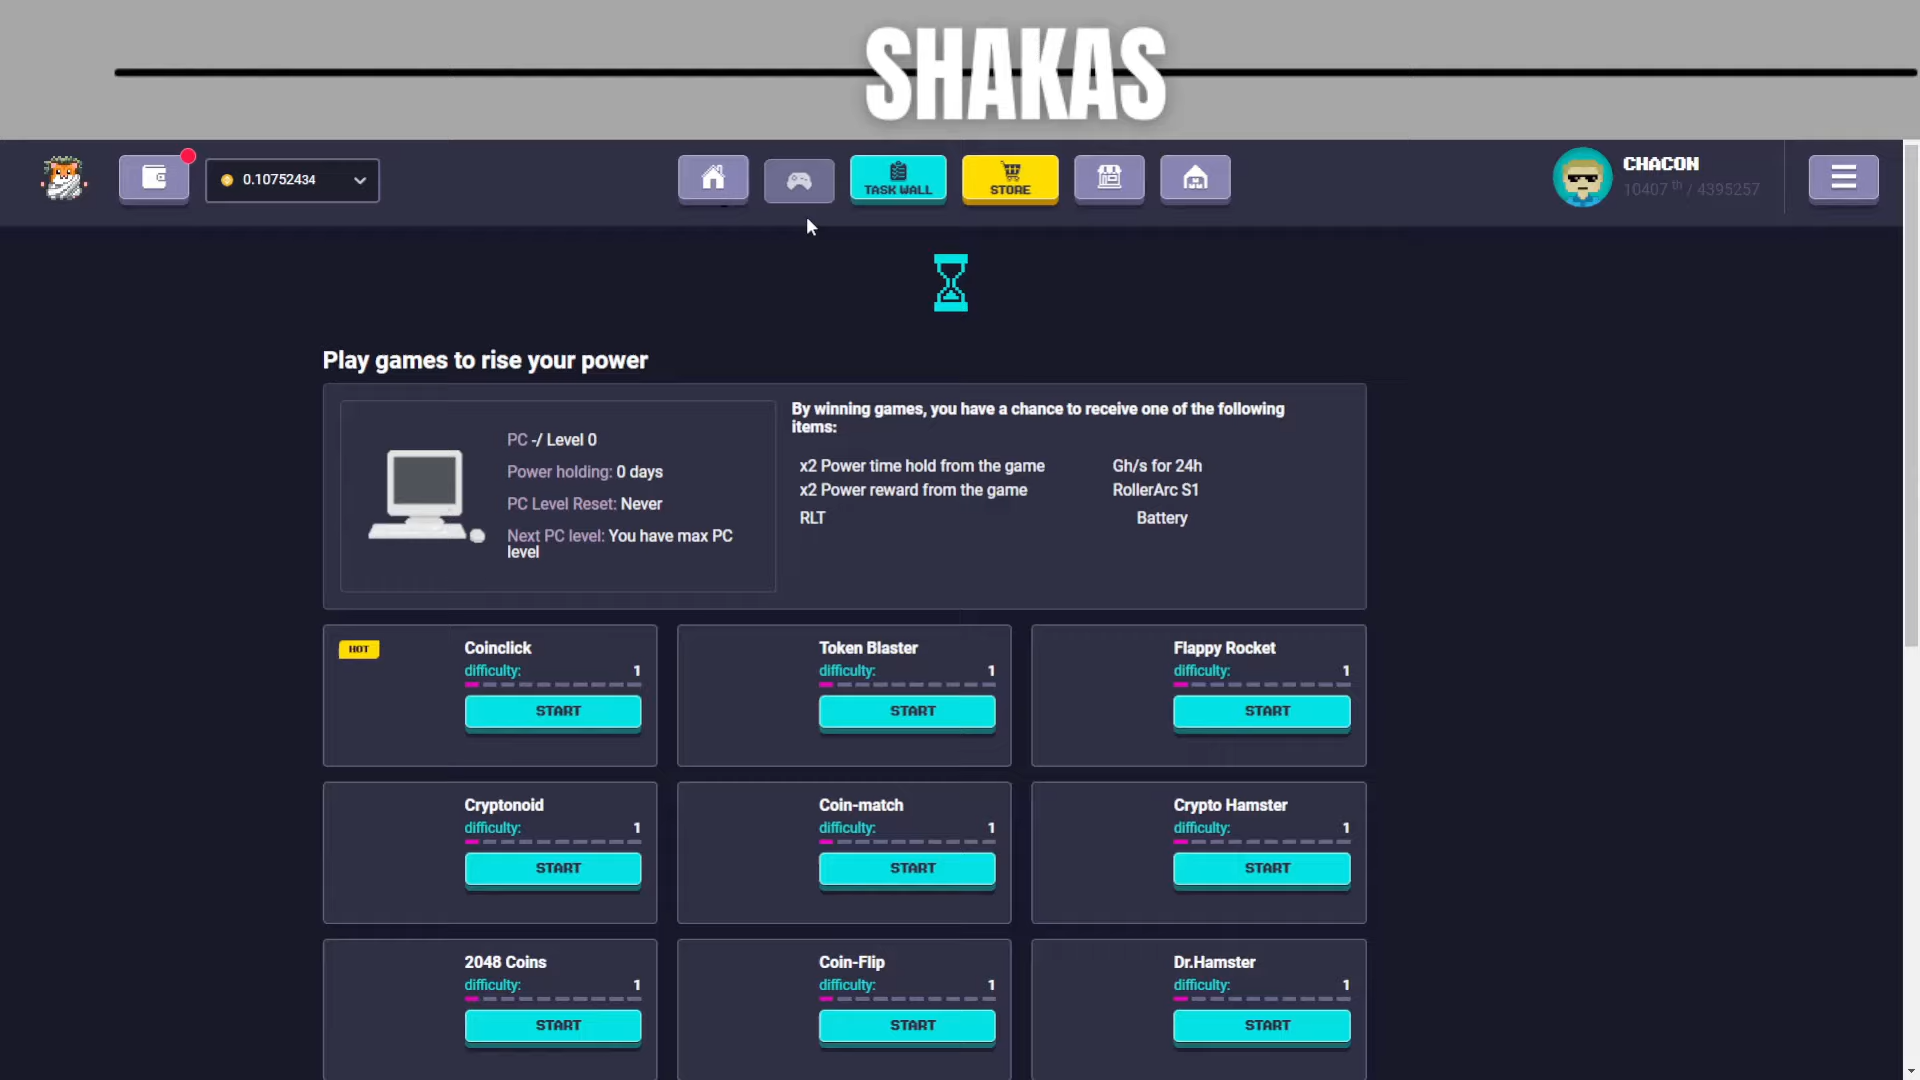 SHAKAS
0.10752434
TASK WALL
STORE
CHACON
10407 th / 4395257
Play games to rise your power
PC -/ Level 0
Power holding: 0 days
PC Level Reset: Never
Next PC level: You have max PC
level
By winning games, you have a chance to receive one of the following
items:
x2 Power time hold from the game
Gh/s for 24h
x2 Power reward from the game
RollerArc S1
RLT
Battery
HOT
Coinclick
difficulty: 1
START
Token Blaster
difficulty: 1
START
Flappy Rocket
difficulty: 1
START
Cryptonoid
difficulty: 1
START
Coin-match
difficulty: 1
START
Crypto Hamster
difficulty: 1
START
2048 Coins
difficulty: 1
START
Coin-Flip
difficulty: 1
START
Dr.Hamster
difficulty: 1
START